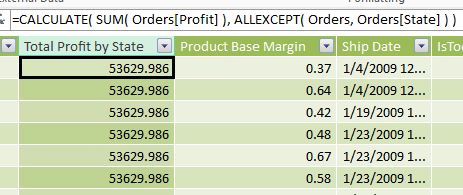 External Data Formatting
=CALCULATE( SUM( Orders[Profit] ), ALLEXCEPT( Orders, Orders[State] ) )
Total Profit by State Product Base Margin Ship Date IsToo
53629.986 0.37 1/4/2009 12...
53629.986 0.64 1/4/2009 12...
53629.986 0.42 1/19/2009 1...
53629.986 0.48 1/23/2009 1...
53629.986 0.67 1/23/2009 1...
53629.986 0.58 1/23/2009 1...